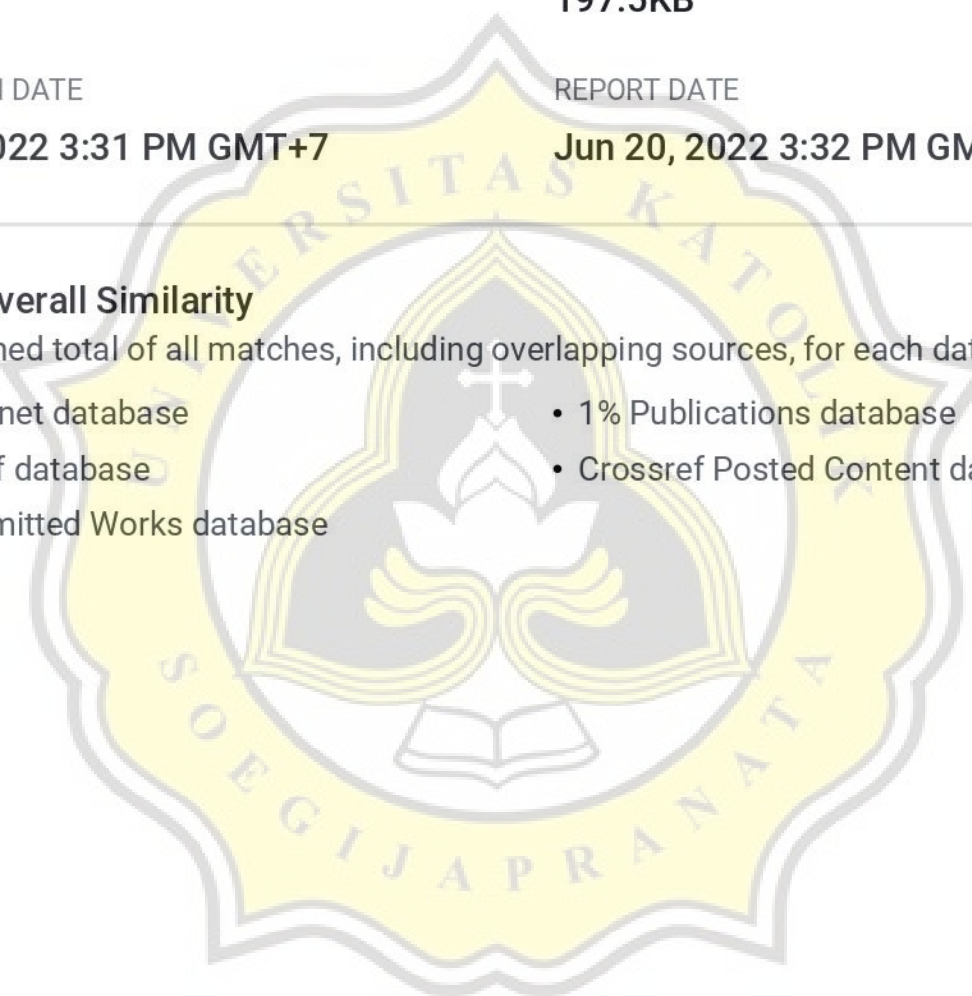 197.5KB
DATE
REPORT DATE
022 3:31 PM GMT+7
Jun 20, 2022 3:32 PM GM
verall Similarity
ned total of all matches, including overlapping sources, for each dat
net database
• 1% Publications database
f database
• Crossref Posted Content da
mitted Works database
UNIVERSITAS KATOLIK
SOEGIJAPRANATA